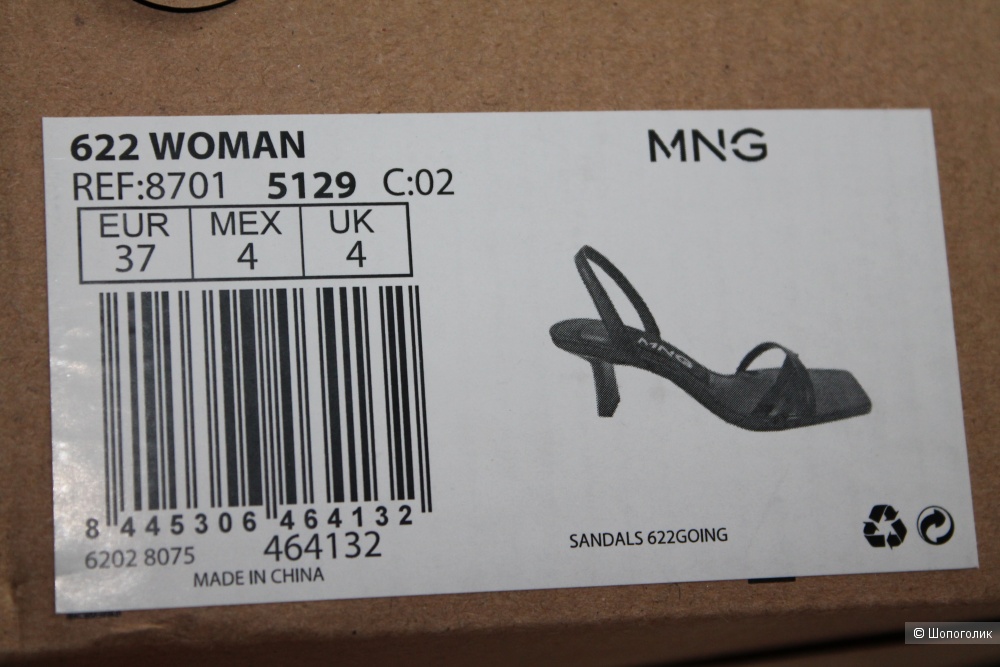 622 WOMAN
MNG
REF:8701 5129 C:02
EUR MEX UK
37 4 4
MNG
8 445306 464132
6202 8075 464132
MADE IN CHINA
SANDALS 622GOING
© Шопоголик